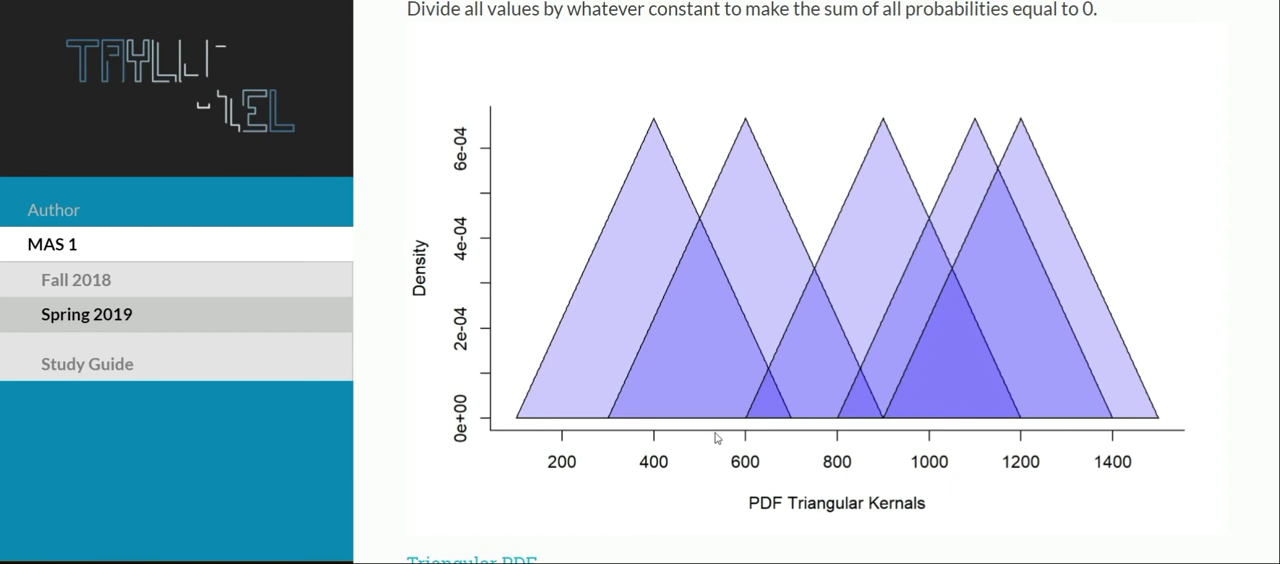 Divide all values by whatever constant to make the sum of all probabilities equal to 0.
Author
MAS 1
Fall 2018
Spring 2019
Study Guide
Density
6e-04
4e-04
2e-04
0e+00
200 400 600 800 1000 1200 1400
PDF Triangular Kernals
Triangular PDF